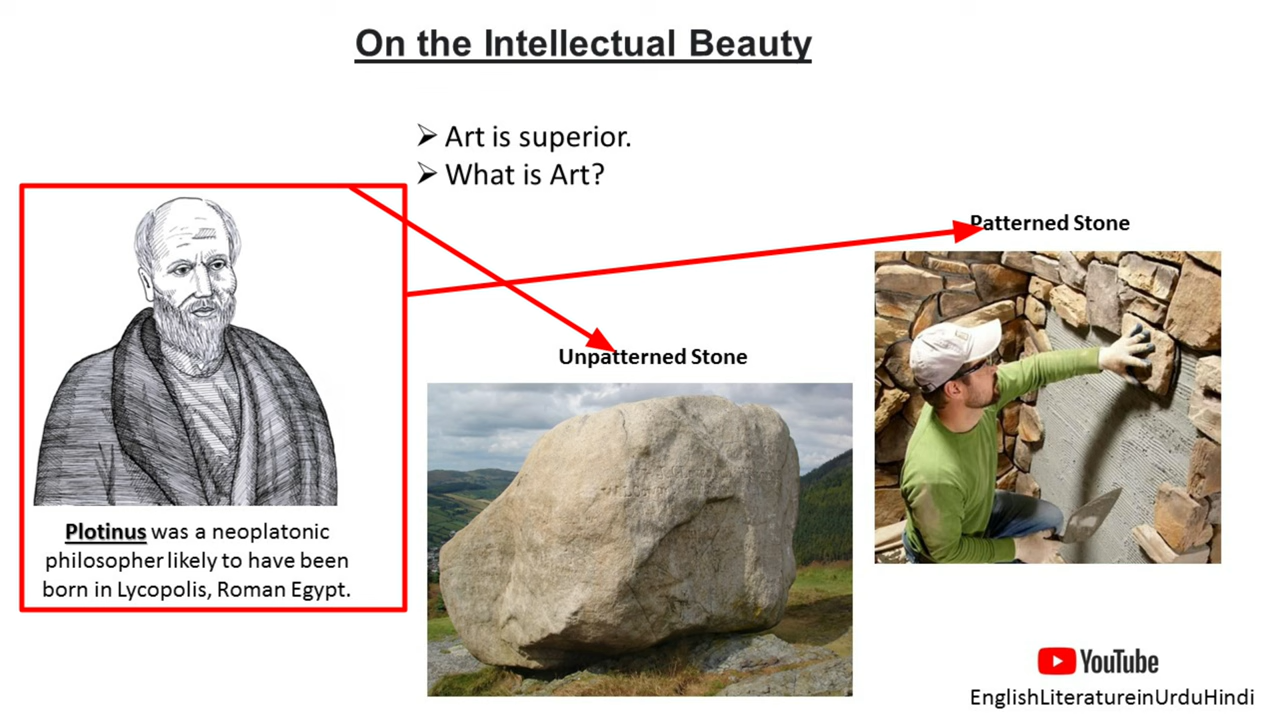 On the Intellectual Beauty
➢ Art is superior.
➢ What is Art?
Patterned Stone
Unpatterned Stone
Plotinus was a neoplatonic
philosopher likely to have been
born in Lycopolis, Roman Egypt.
YouTube
EnglishLiteratureinUrduHindi